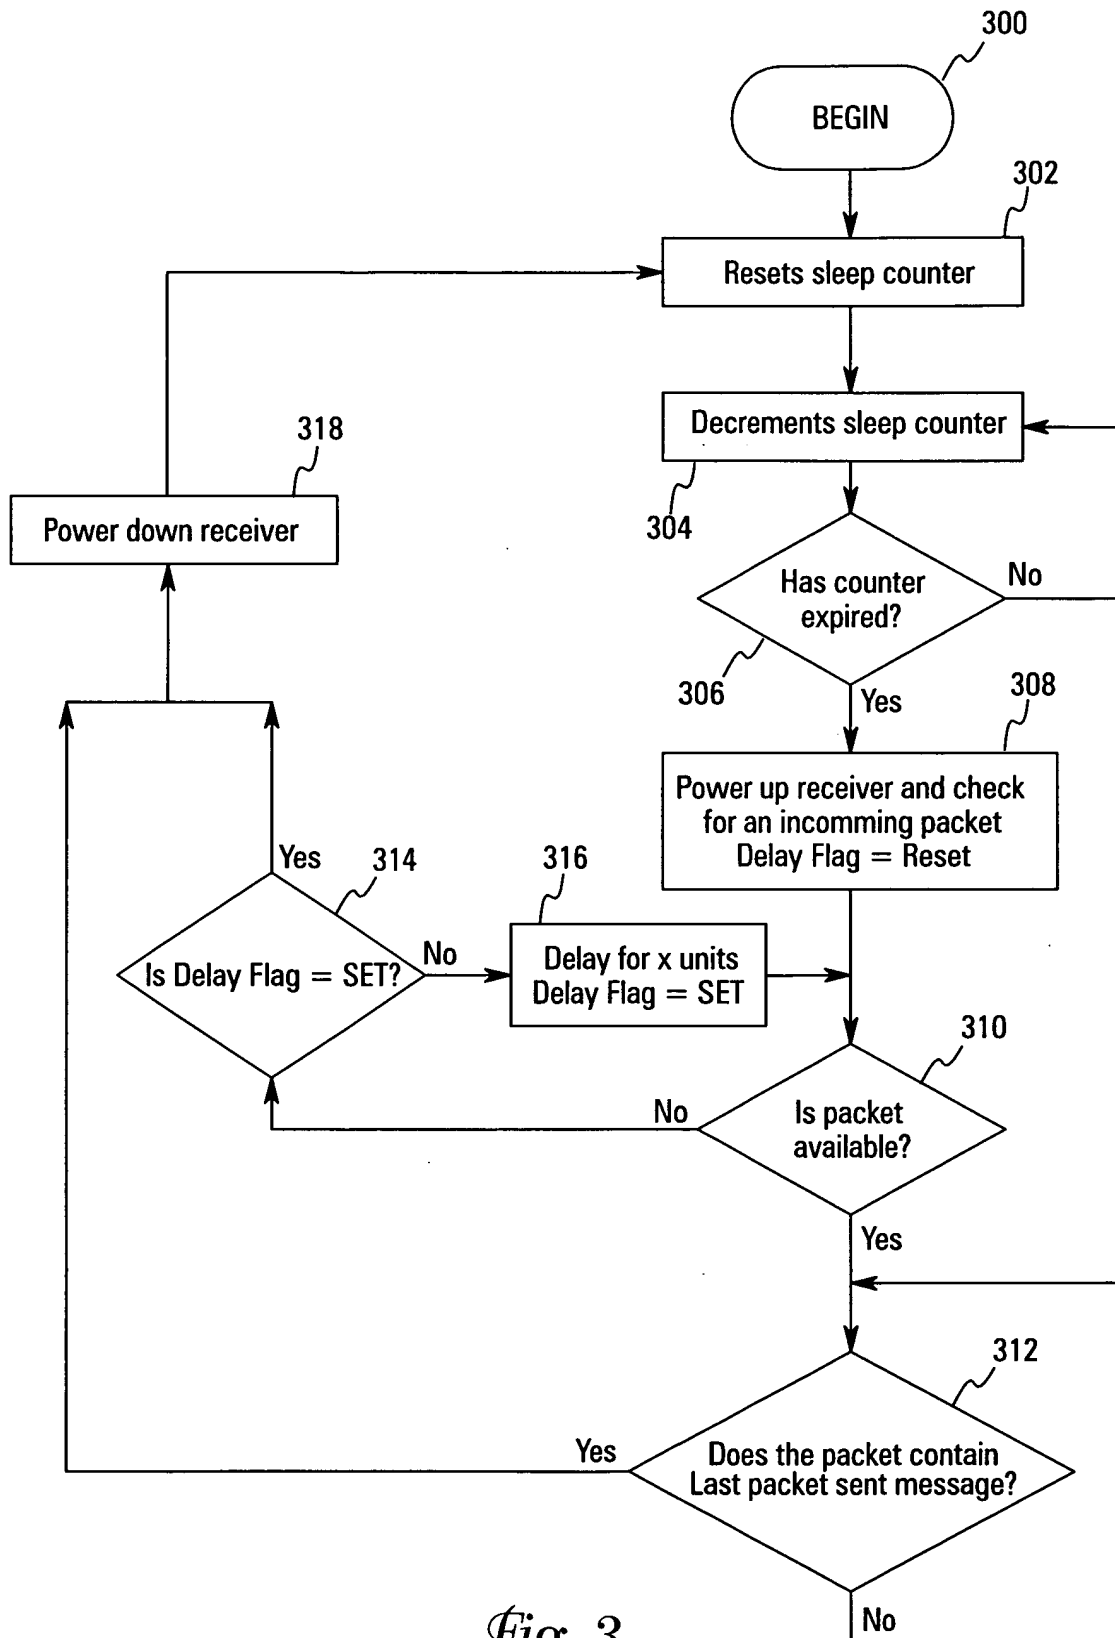 300
BEGIN
302
Resets sleep counter
Decrements sleep counter
304
318
Power down receiver
Has counter
expired?
No
306
Yes
308
Power up receiver and check
for an incomming packet
Delay Flag = Reset
Yes
314
Is Delay Flag = SET?
No
316
Delay for x units
Delay Flag = SET
310
Is packet
available?
No
Yes
312
Does the packet contain
Last packet sent message?
Yes
No
Fig. 3